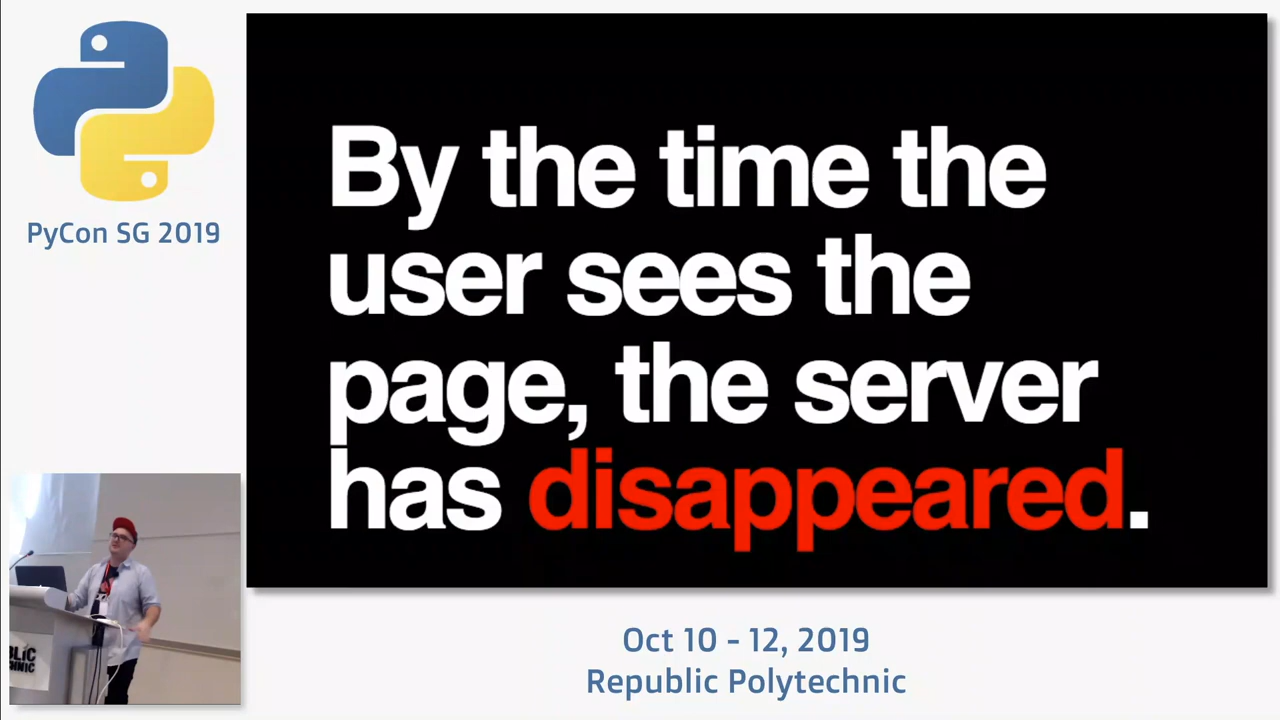 PyCon SG 2019
By the time the
user sees the
page, the server
has disappeared.
BLIC
Oct 10 - 12, 2019
Republic Polytechnic